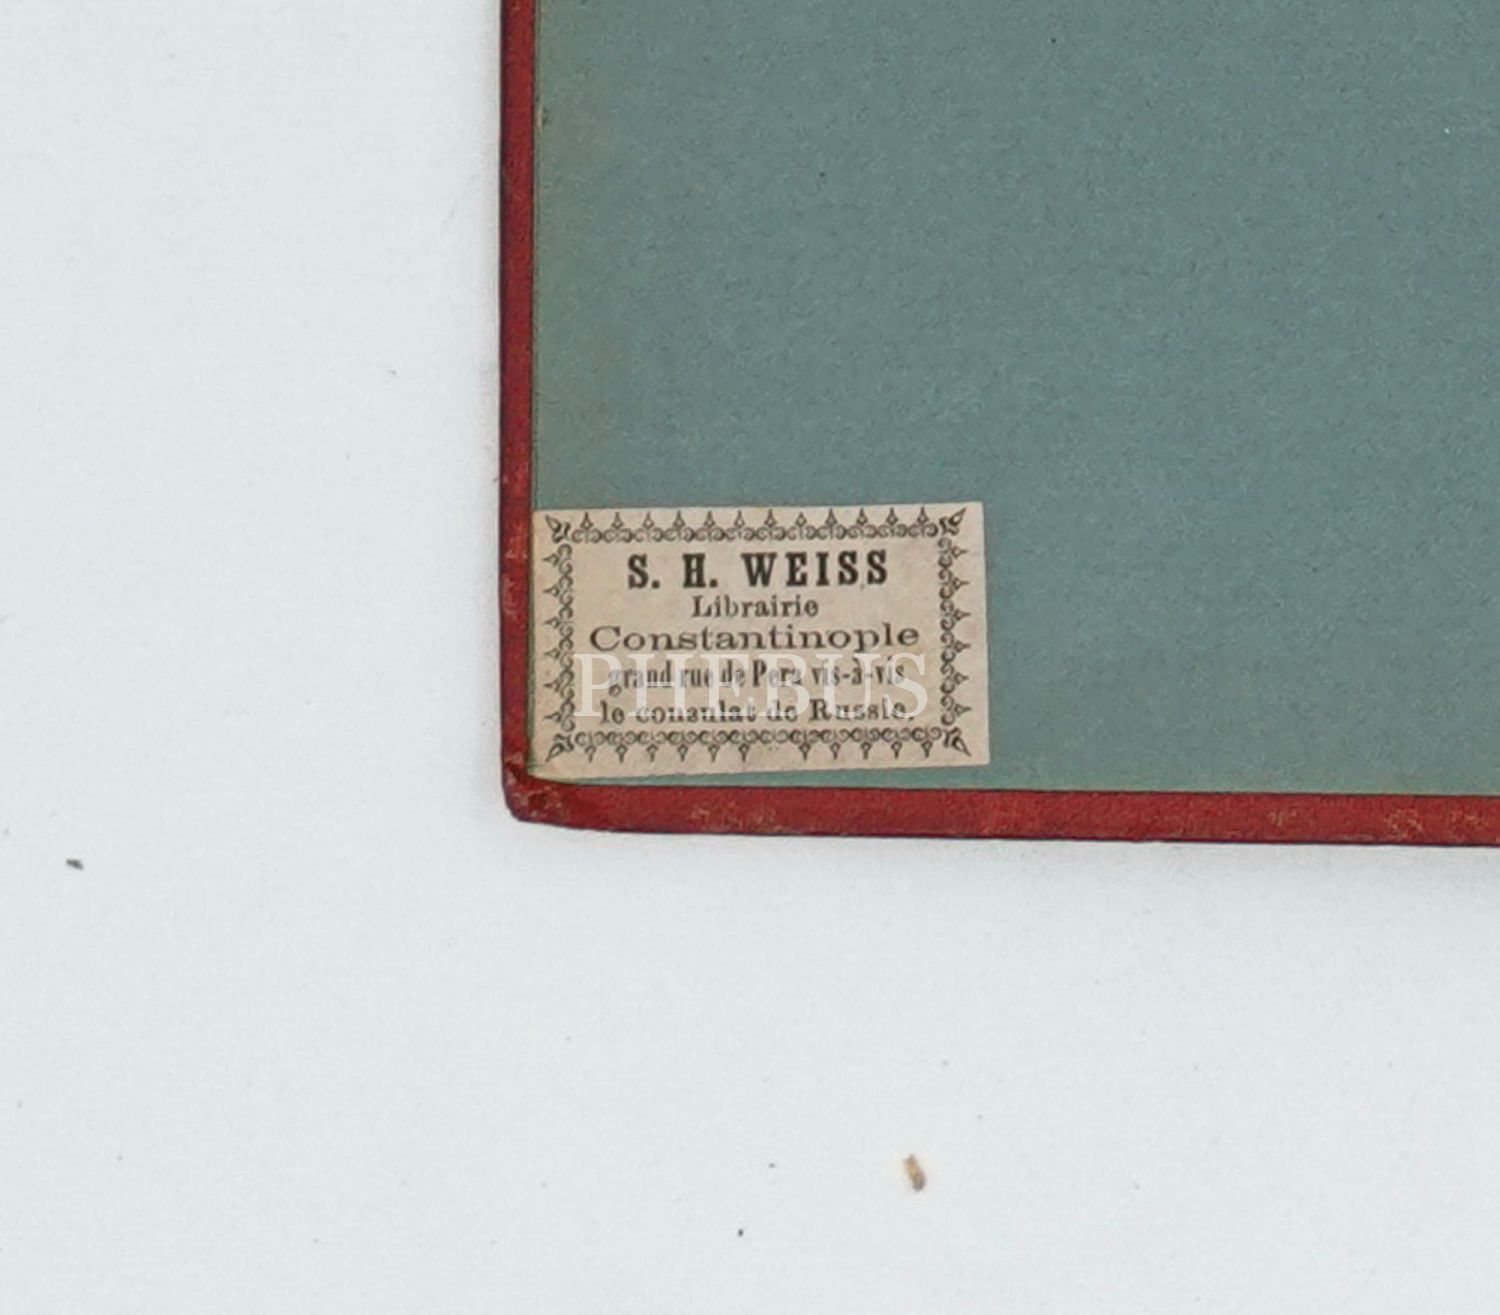 S. H. WEISS
Librairie
Constantinople
grand rue de Pera vis-à-vis
le consulat de Russie.
PHEBUS